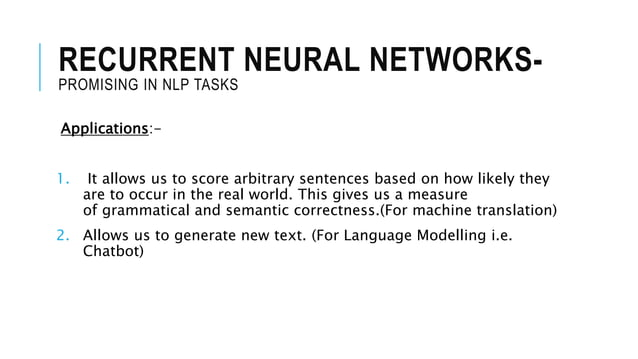 RECURRENT NEURAL NETWORKS-
PROMISING IN NLP TASKS
Applications:-
1. It allows us to score arbitrary sentences based on how likely they
are to occur in the real world. This gives us a measure
of grammatical and semantic correctness.(For machine translation)
2. Allows us to generate new text. (For Language Modelling i.e.
Chatbot)